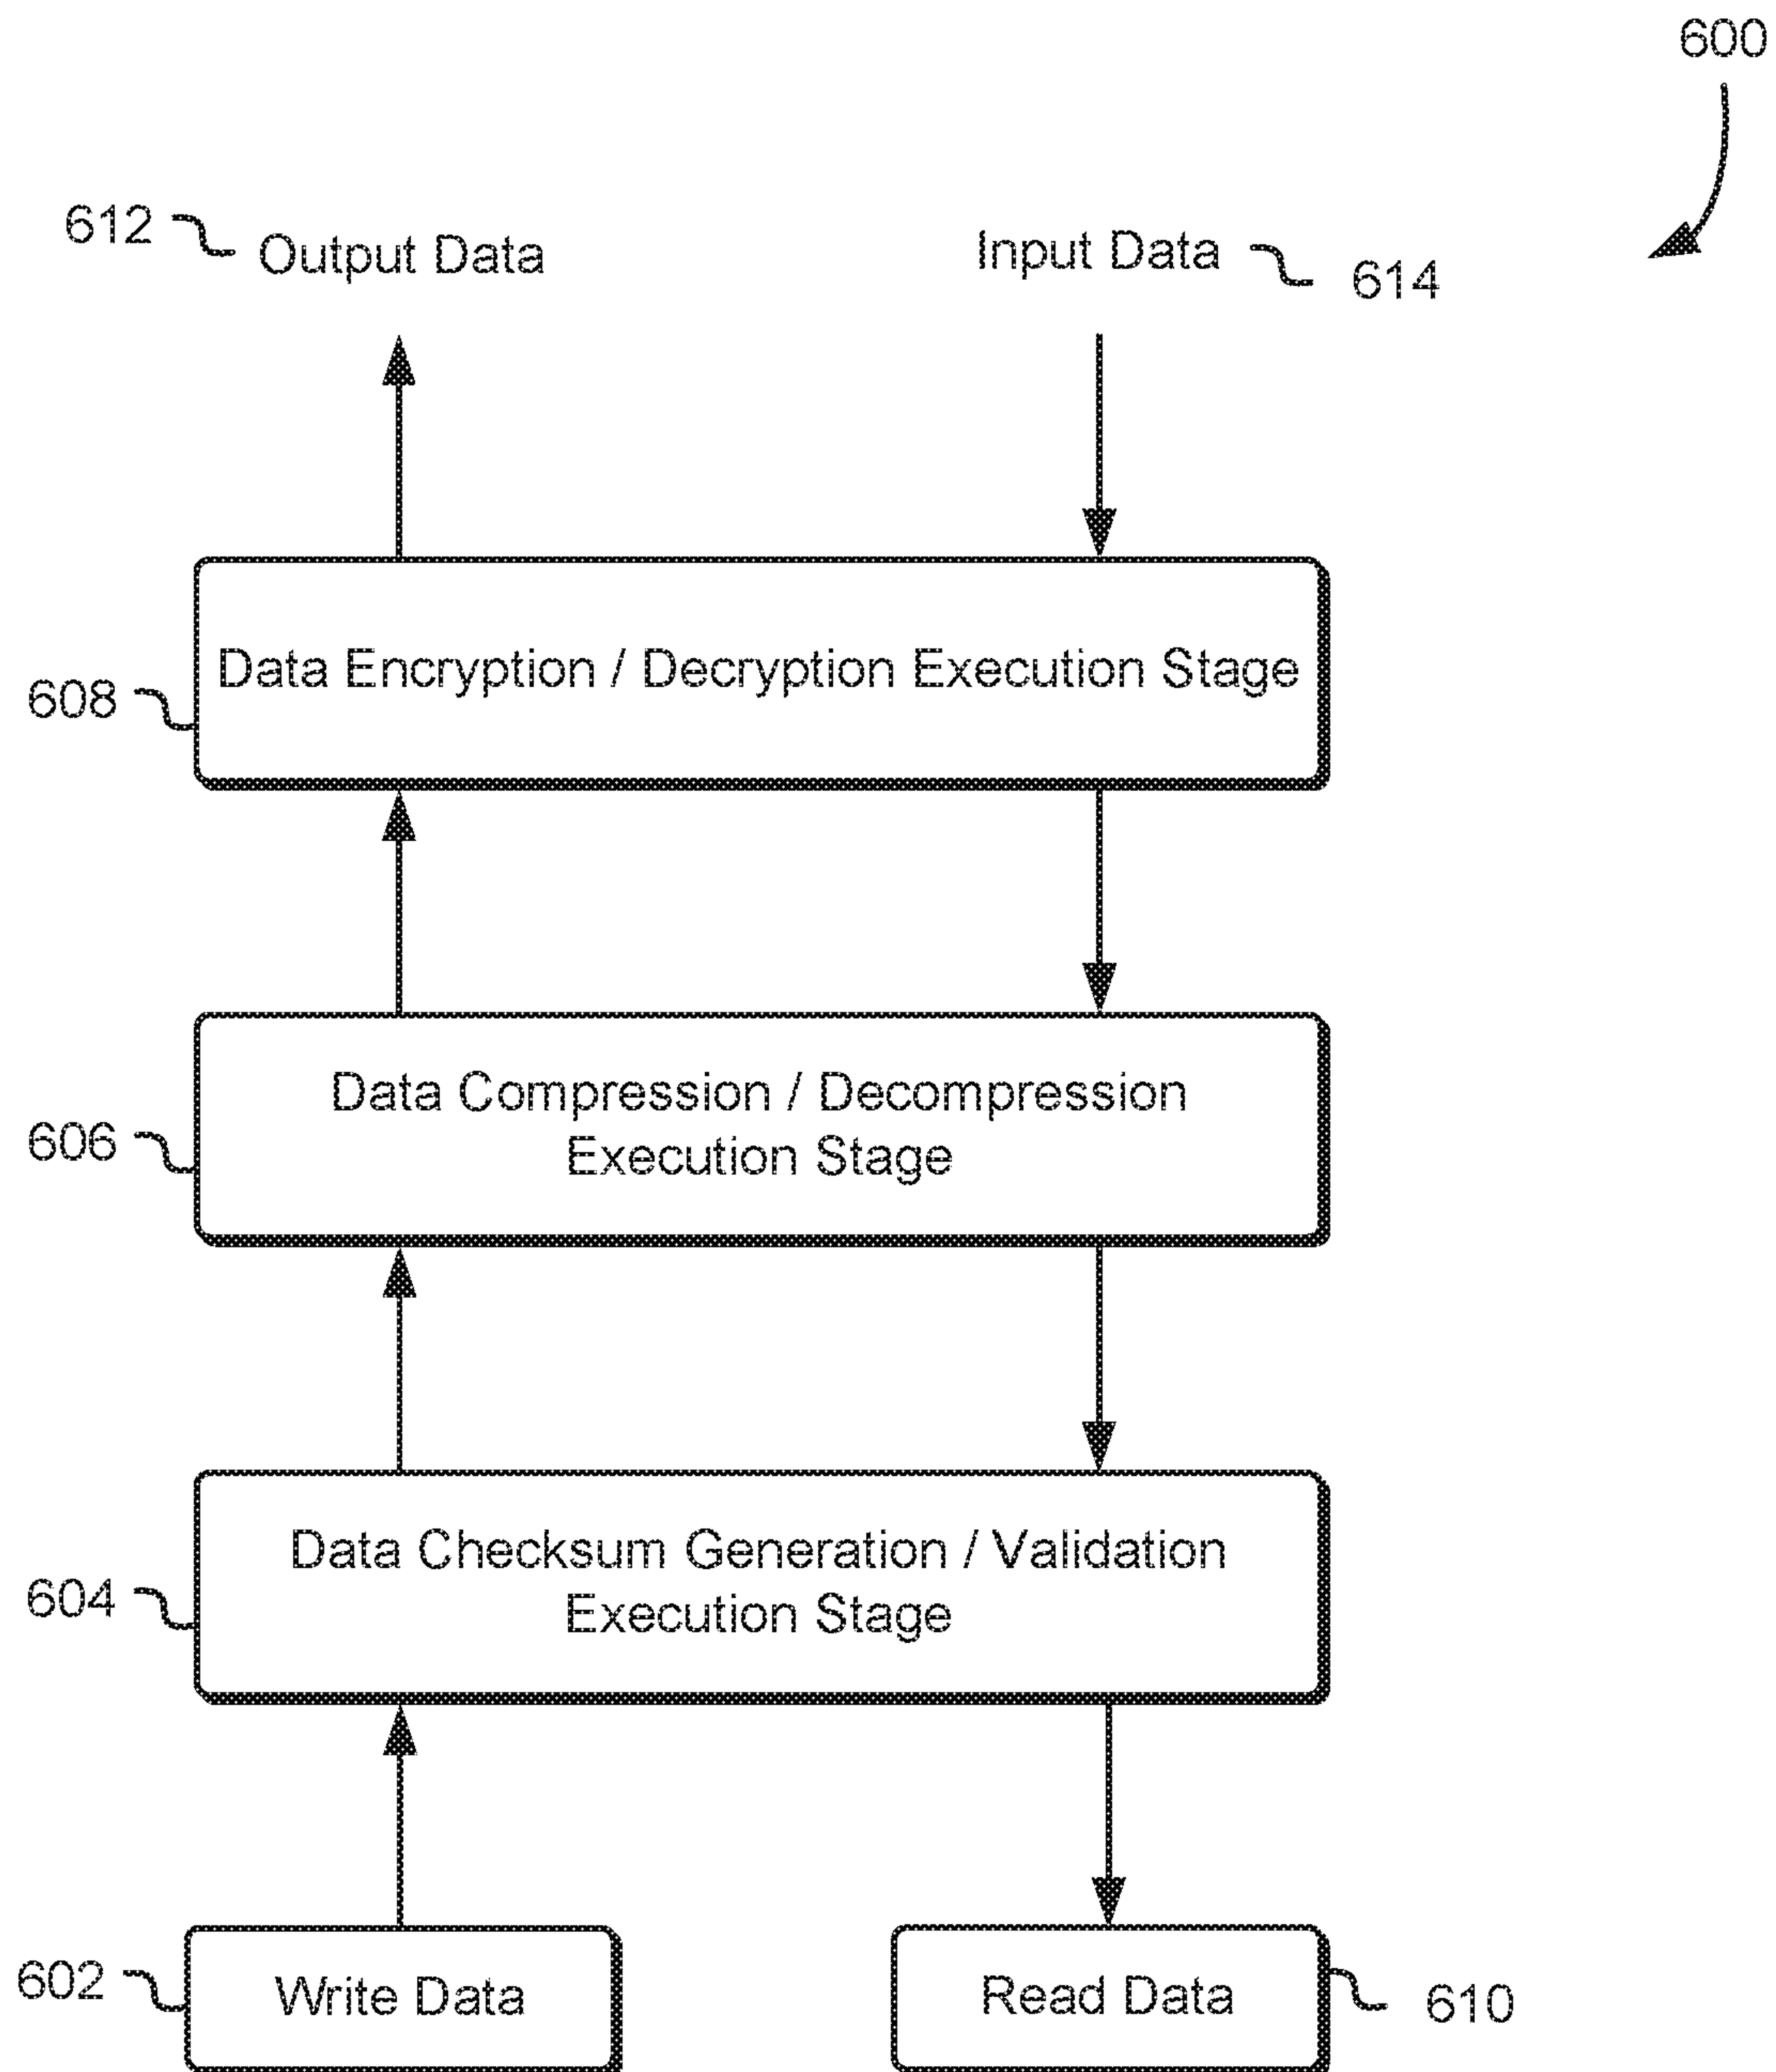 600
612
Output Data
Input Data
614
Data Encryption / Decryption Execution Stage
608
Data Compression / Decompression
Execution Stage
606
Data Checksum Generation / Validation
Execution Stage
604
602
Write Data
Read Data
610